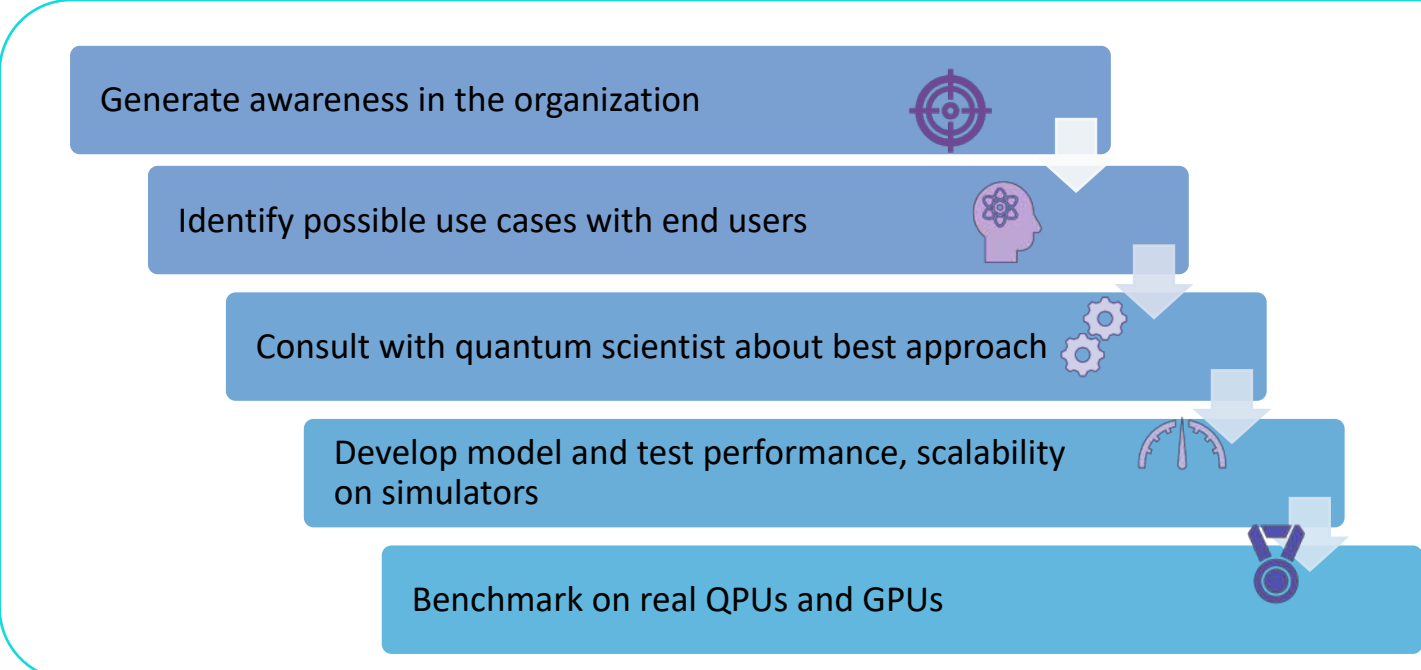 Generate awareness in the organization
Identify possible use cases with end users
Consult with quantum scientist about best approach
Develop model and test performance, scalability
on simulators
Benchmark on real QPUs and GPUs